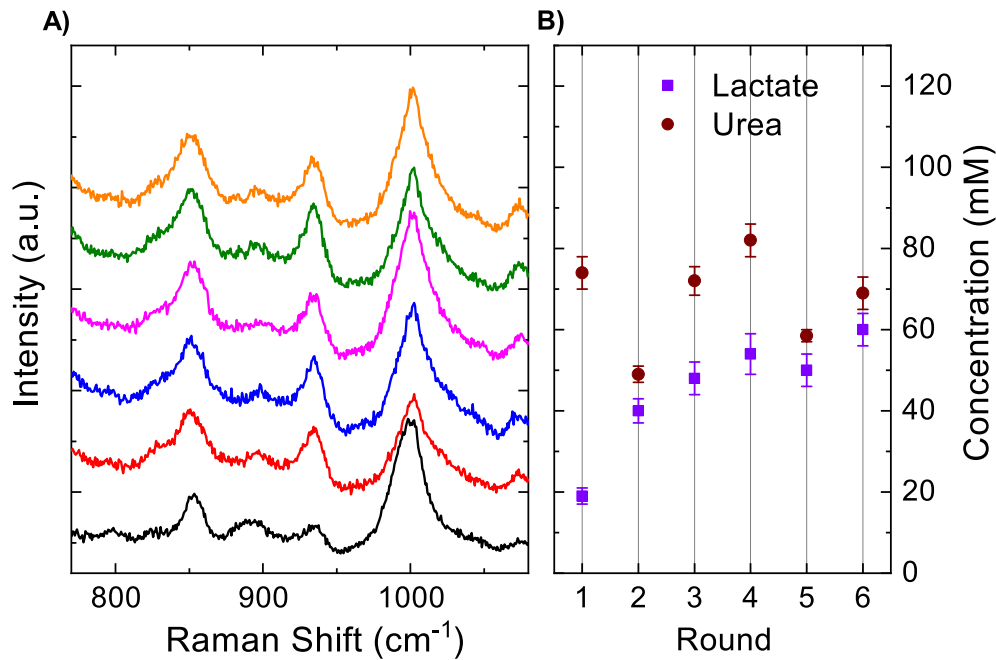 A)
B)
Intensity (a.u.)
800
900
1000
Raman Shift (cm⁻¹)
Lactate
Urea
120
100
80
60
40
20
0
Concentration (mM)
1 2 3 4 5 6
Round